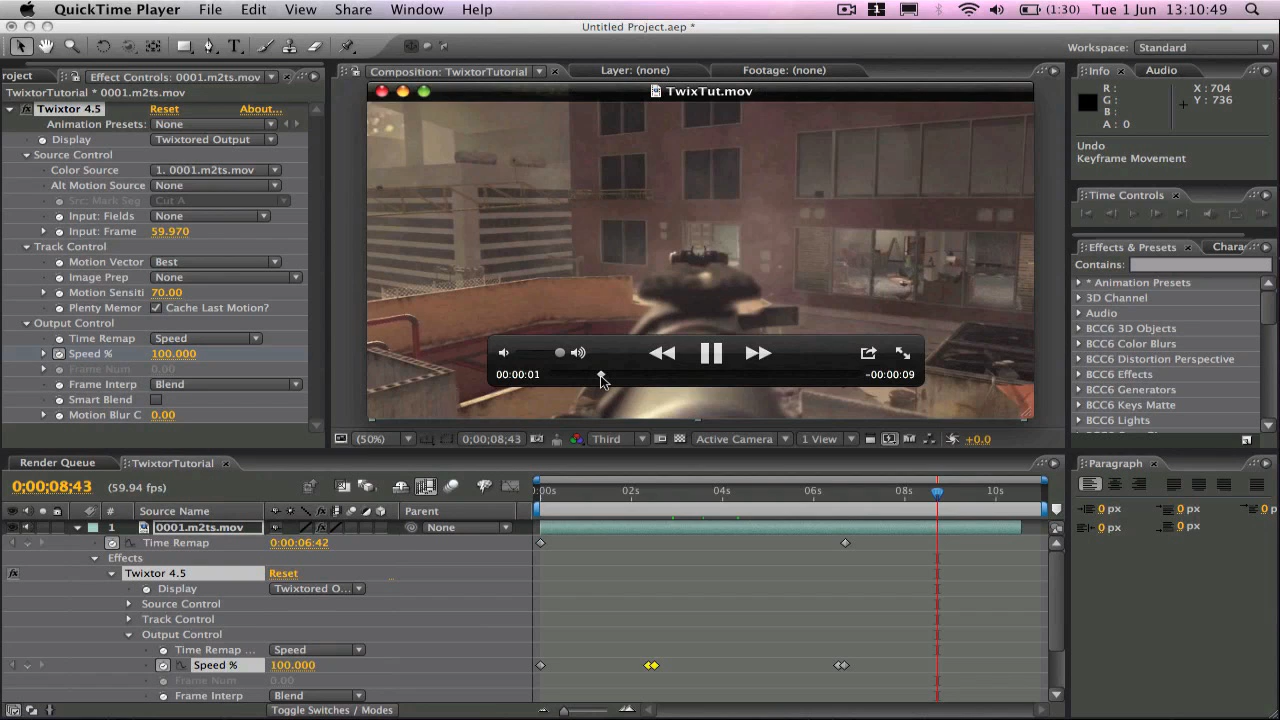 QuickTime Player File Edit View Share Window Help 1 (1:30) Tue 1 Jun 13:10:49
Untitled Project.aep *
Workspace: Standard
roject Effect Controls: 0001.m2ts.mov
TwixtorTutorial * 0001.m2ts.mov
fx Twixtor 4.5 Reset About...
Animation Presets: None
Display Twixtored Output
Source Control
Color Source 1. 0001.m2ts.mov
Alt Motion Source None
Src: Mark Seg Cut A
Input: Fields None
Input: Frame 59.970
Track Control
Motion Vector Best
Image Prep None
Motion Sensiti 70.00
Plenty Memor Cache Last Motion?
Output Control
Time Remap Speed
Speed % 100.000
Frame Num 0.00
Frame Interp Blend
Smart Blend
Motion Blur C 0.00
Composition: TwixtorTutorial Layer: (none) Footage: (none)
TwixTut.mov
00:00:01 -00:00:09
(50%) 0;00;08;43 Third Active Camera 1 View +0.0
Info Audio
R: X: 704
G: Y: 736
B:
A: 0
Undo
Keyframe Movement
Time Controls
Effects & Presets Chara
Contains:
* Animation Presets
3D Channel
Audio
BCC6 3D Objects
BCC6 Color Blurs
BCC6 Distortion Perspective
BCC6 Effects
BCC6 Generators
BCC6 Keys Matte
BCC6 Lights
Render Queue TwixtorTutorial
0;00;08;43 (59.94 fps)
:00s 02s 04s 06s 08s 10s
# Source Name Parent
1 0001.m2ts.mov None
Time Remap 0:00:06:42
Effects
fx Twixtor 4.5 Reset
Display Twixtored O...
Source Control
Track Control
Output Control
Time Remap ... Speed
Speed % 100.000
Frame Num 0.00
Frame Interp Blend
Toggle Switches / Modes
Paragraph
0 px 0 px 0 p
0 px 0 px